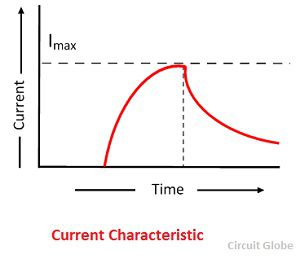 Imax
Current
Time
Current Characteristic
Circuit Globe